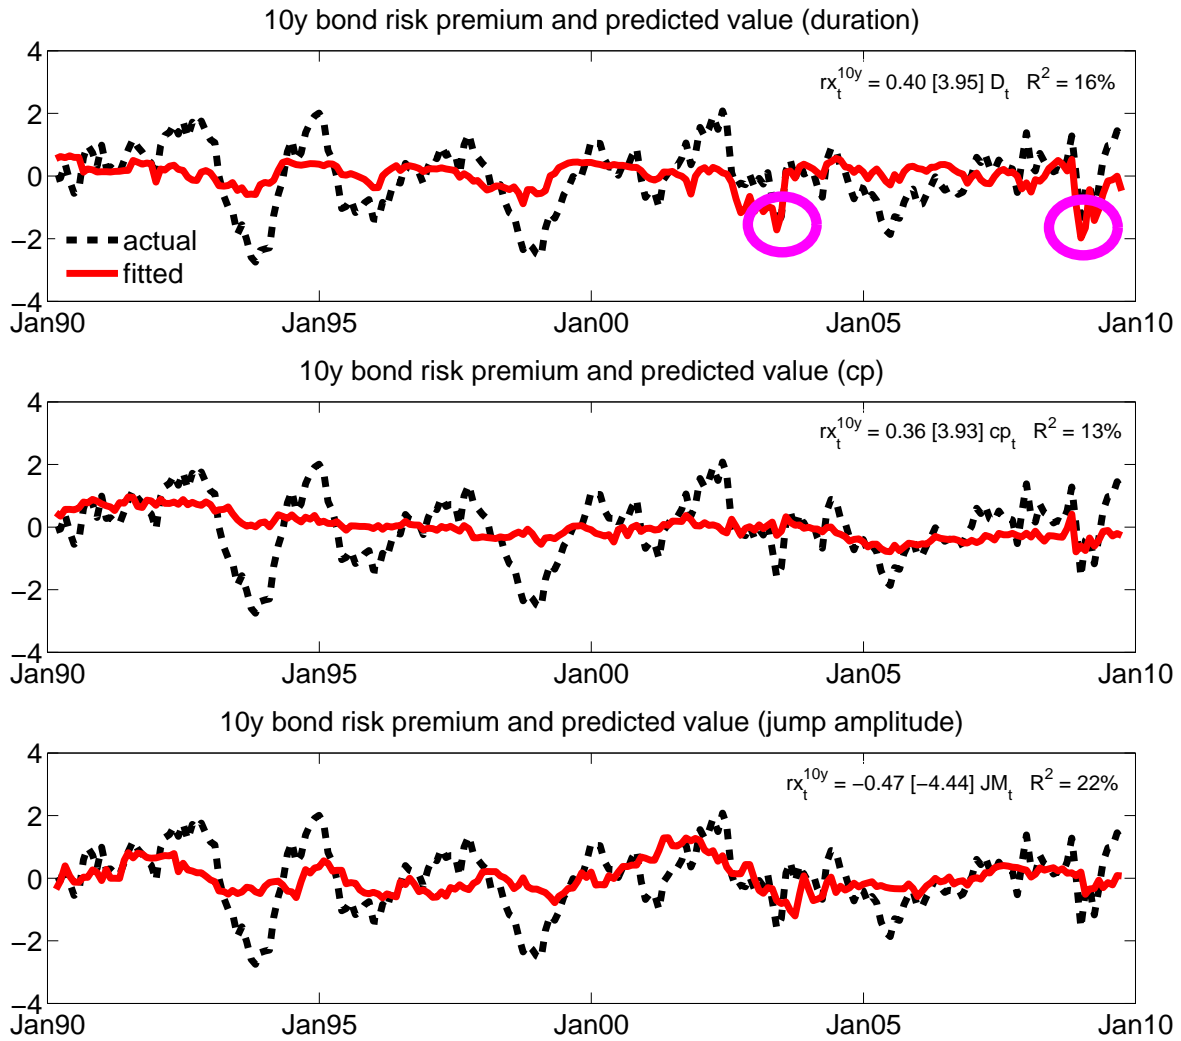 10y bond risk premium and predicted value (duration)
4
rx_t^10y = 0.40 [3.95] D_t R^2 = 16%
2
0
−2
actual
fitted
−4
Jan90 Jan95 Jan00 Jan05 Jan10
10y bond risk premium and predicted value (cp)
4
rx_t^10y = 0.36 [3.93] cp_t R^2 = 13%
2
0
−2
−4
Jan90 Jan95 Jan00 Jan05 Jan10
10y bond risk premium and predicted value (jump amplitude)
4
rx_t^10y = −0.47 [−4.44] JM_t R^2 = 22%
2
0
−2
−4
Jan90 Jan95 Jan00 Jan05 Jan10